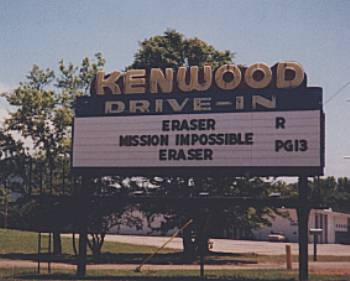 KENWOOD
DRIVE-IN
ERASER R
MISSION IMPOSSIBLE PG13
ERASER